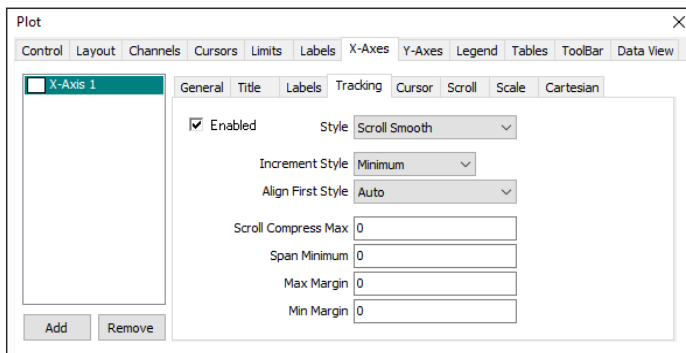 Plot
Control Layout Channels Cursors Limits Labels X-Axes Y-Axes Legend Tables ToolBar Data View
X-Axis 1
General Title Labels Tracking Cursor Scroll Scale Cartesian
Enabled Style Scroll Smooth
Increment Style Minimum
Align First Style Auto
Scroll Compress Max 0
Span Minimum 0
Max Margin 0
Min Margin 0
Add Remove